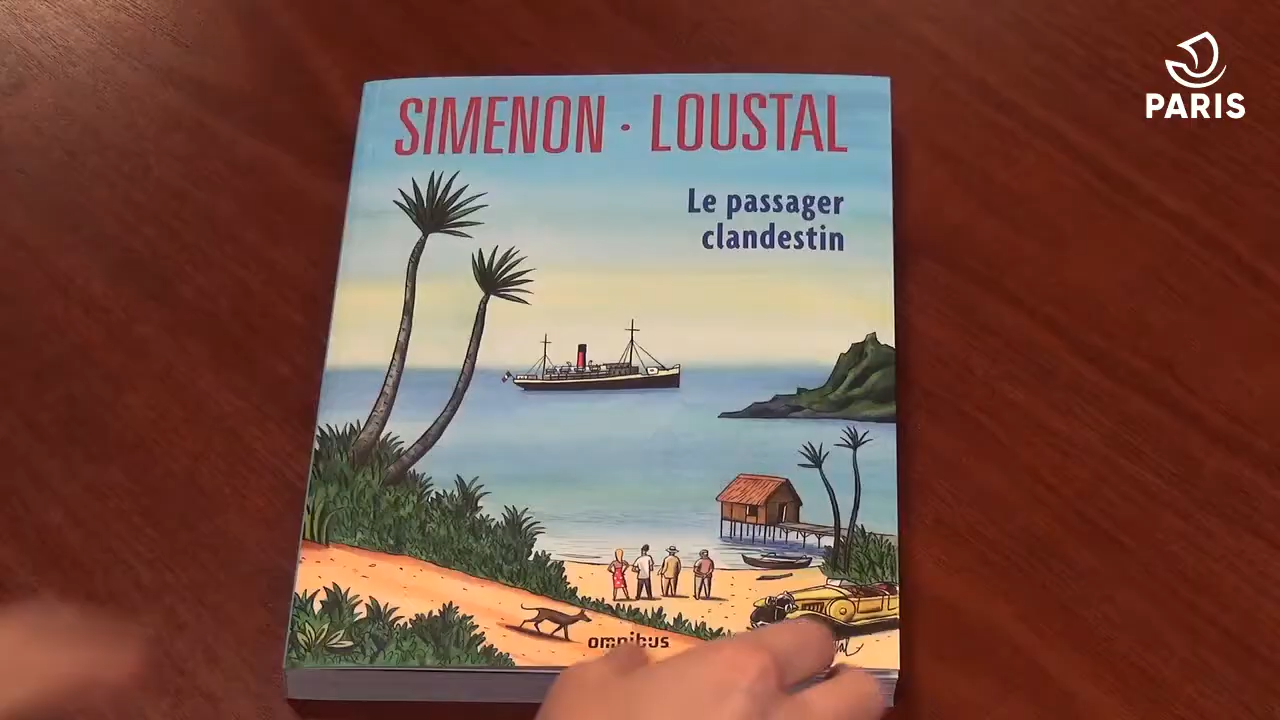 SIMENON · LOUSTAL
Le passager
clandestin
omnibus
PARIS